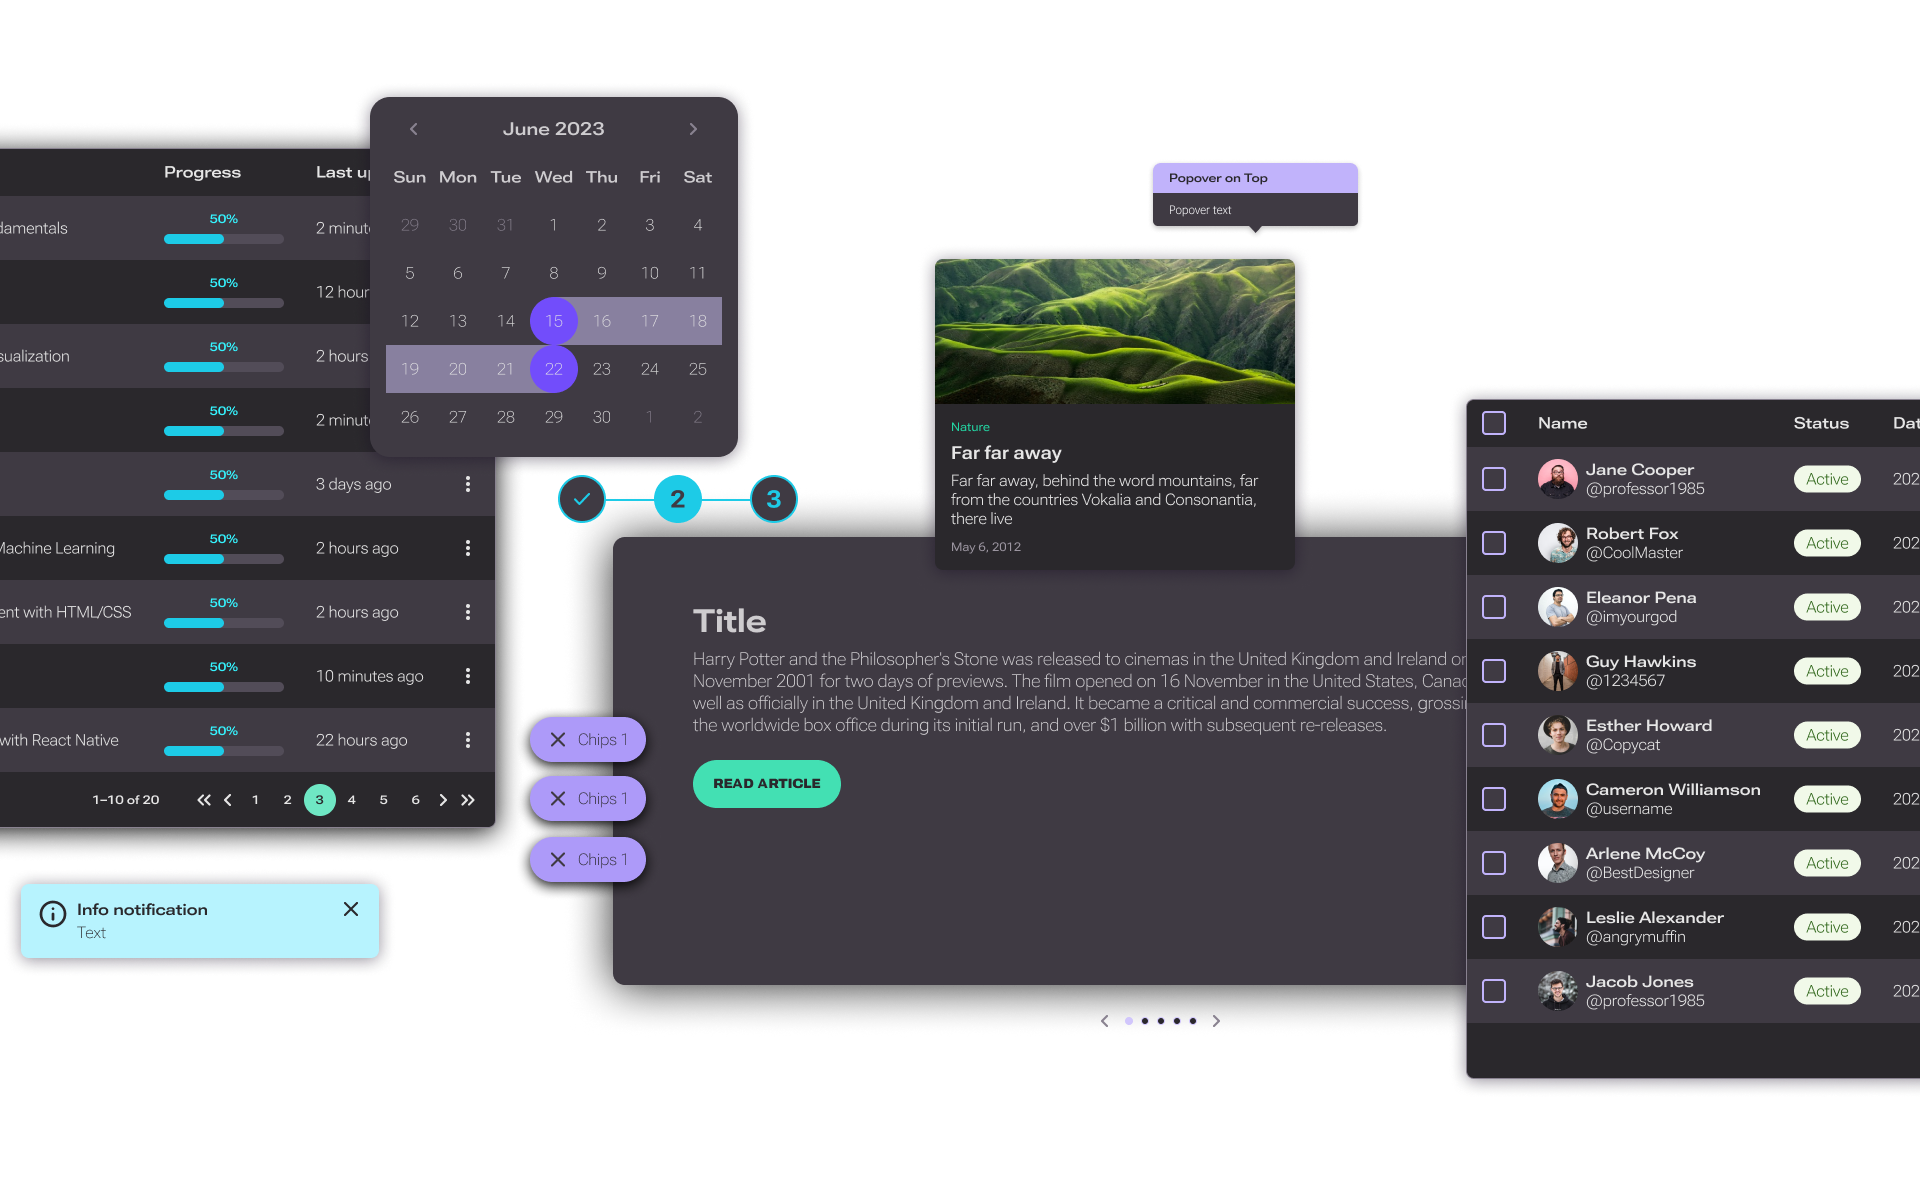 Progress
Last up
damentals
50%
2 minut
50%
12 hour
sualization
50%
2 hours
50%
2 minut
50%
3 days ago
Machine Learning
50%
2 hours ago
ent with HTML/CSS
50%
2 hours ago
50%
10 minutes ago
with React Native
50%
22 hours ago
1–10 of 20
1 2 3 4 5 6
June 2023
Sun Mon Tue Wed Thu Fri Sat
29 30 31 1 2 3 4
5 6 7 8 9 10 11
12 13 14 15 16 17 18
19 20 21 22 23 24 25
26 27 28 29 30 1 2
2 3
Popover on Top
Popover text
Nature
Far far away
Far far away, behind the word mountains, far
from the countries Vokalia and Consonantia,
there live
May 6, 2012
Title
Harry Potter and the Philosopher's Stone was released to cinemas in the United Kingdom and Ireland on
November 2001 for two days of previews. The film opened on 16 November in the United States, Canad
well as officially in the United Kingdom and Ireland. It became a critical and commercial success, grossi
the worldwide box office during its initial run, and over $1 billion with subsequent re-releases.
READ ARTICLE
Chips 1
Chips 1
Chips 1
Info notification
Text
Name Status Dat
Jane Cooper
@professor1985
Active
202
Robert Fox
@CoolMaster
Active
202
Eleanor Pena
@imyourgod
Active
202
Guy Hawkins
@1234567
Active
202
Esther Howard
@Copycat
Active
202
Cameron Williamson
@username
Active
202
Arlene McCoy
@BestDesigner
Active
202
Leslie Alexander
@angrymuffin
Active
202
Jacob Jones
@professor1985
Active
202